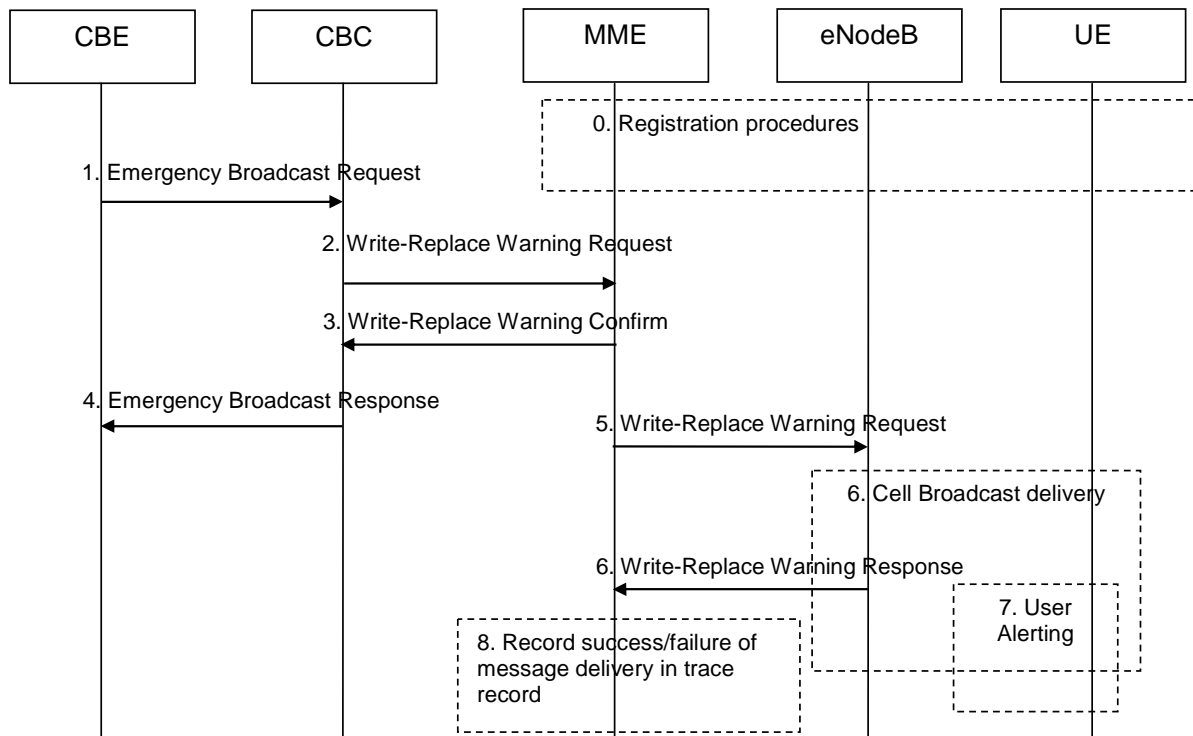 CBE
CBC
MME
eNodeB
UE
0. Registration procedures
1. Emergency Broadcast Request
2. Write-Replace Warning Request
3. Write-Replace Warning Confirm
4. Emergency Broadcast Response
5. Write-Replace Warning Request
6. Cell Broadcast delivery
6. Write-Replace Warning Response
7. User
Alerting
8. Record success/failure of
message delivery in trace
record